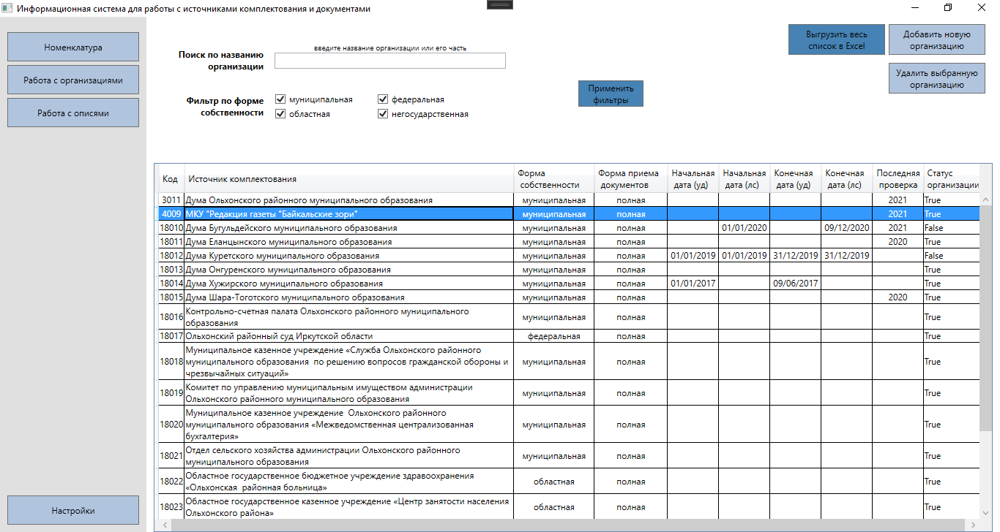 Информационная система для работы с источниками комплектования и документами
Номенклатура
Работа с организациями
Работа с описями
Настройки
Поиск по названию
организации
введите название организации или его часть
Фильтр по форме
собственности
муниципальная
федеральная
областная
негосударственная
Применить
фильтры
Выгрузить весь
список в Excel
Добавить новую
организацию
Удалить выбранную
организацию
Код Источник комплектования Форма собственности Форма приема документов Начальная дата (уд) Начальная дата (лс) Конечная дата (уд) Конечная дата (лс) Последняя проверка Статус организации
3011 Дума Ольхонского районного муниципального образования муниципальная полная 2021 True
4009 МКУ "Редакция газеты "Байкальские зори" муниципальная полная 2021 True
18010 Дума Бугульдейского муниципального образования муниципальная полная 01/01/2020 09/12/2020 2021 False
18011 Дума Еланцынского муниципального образования муниципальная полная 2020 True
18012 Дума Куретского муниципального образования муниципальная полная 01/01/2019 01/01/2019 31/12/2019 31/12/2019 False
18013 Дума Онгуренского муниципального образования муниципальная полная True
18014 Дума Хужирского муниципального образования муниципальная полная 01/01/2017 09/06/2017 True
18015 Дума Шара-Тоготского муниципального образования муниципальная полная 2020 True
18016 Контрольно-счетная палата Ольхонского районного муниципального
образования муниципальная полная True
18017 Ольхонский районный суд Иркутской области федеральная полная True
18018 Муниципальное казенное учреждение «Служба Ольхонского районного
муниципального образования по решению вопросов гражданской обороны и
чрезвычайных ситуаций» муниципальная полная True
18019 Комитет по управлению муниципальным имуществом администрации
Ольхонского районного муниципального образования муниципальная полная True
18020 Муниципальное казенное учреждение Ольхонского районного
муниципального образования «Межведомственная централизованная
бухгалтерия» муниципальная полная True
18021 Отдел сельского хозяйства администрации Ольхонского районного
муниципального образования муниципальная полная True
18022 Областное государственное бюджетное учреждение здравоохранения
«Ольхонская районная больница» областная полная True
18023 Областное государственное казенное учреждение «Центр занятости населения
Ольхонского района» областная полная True